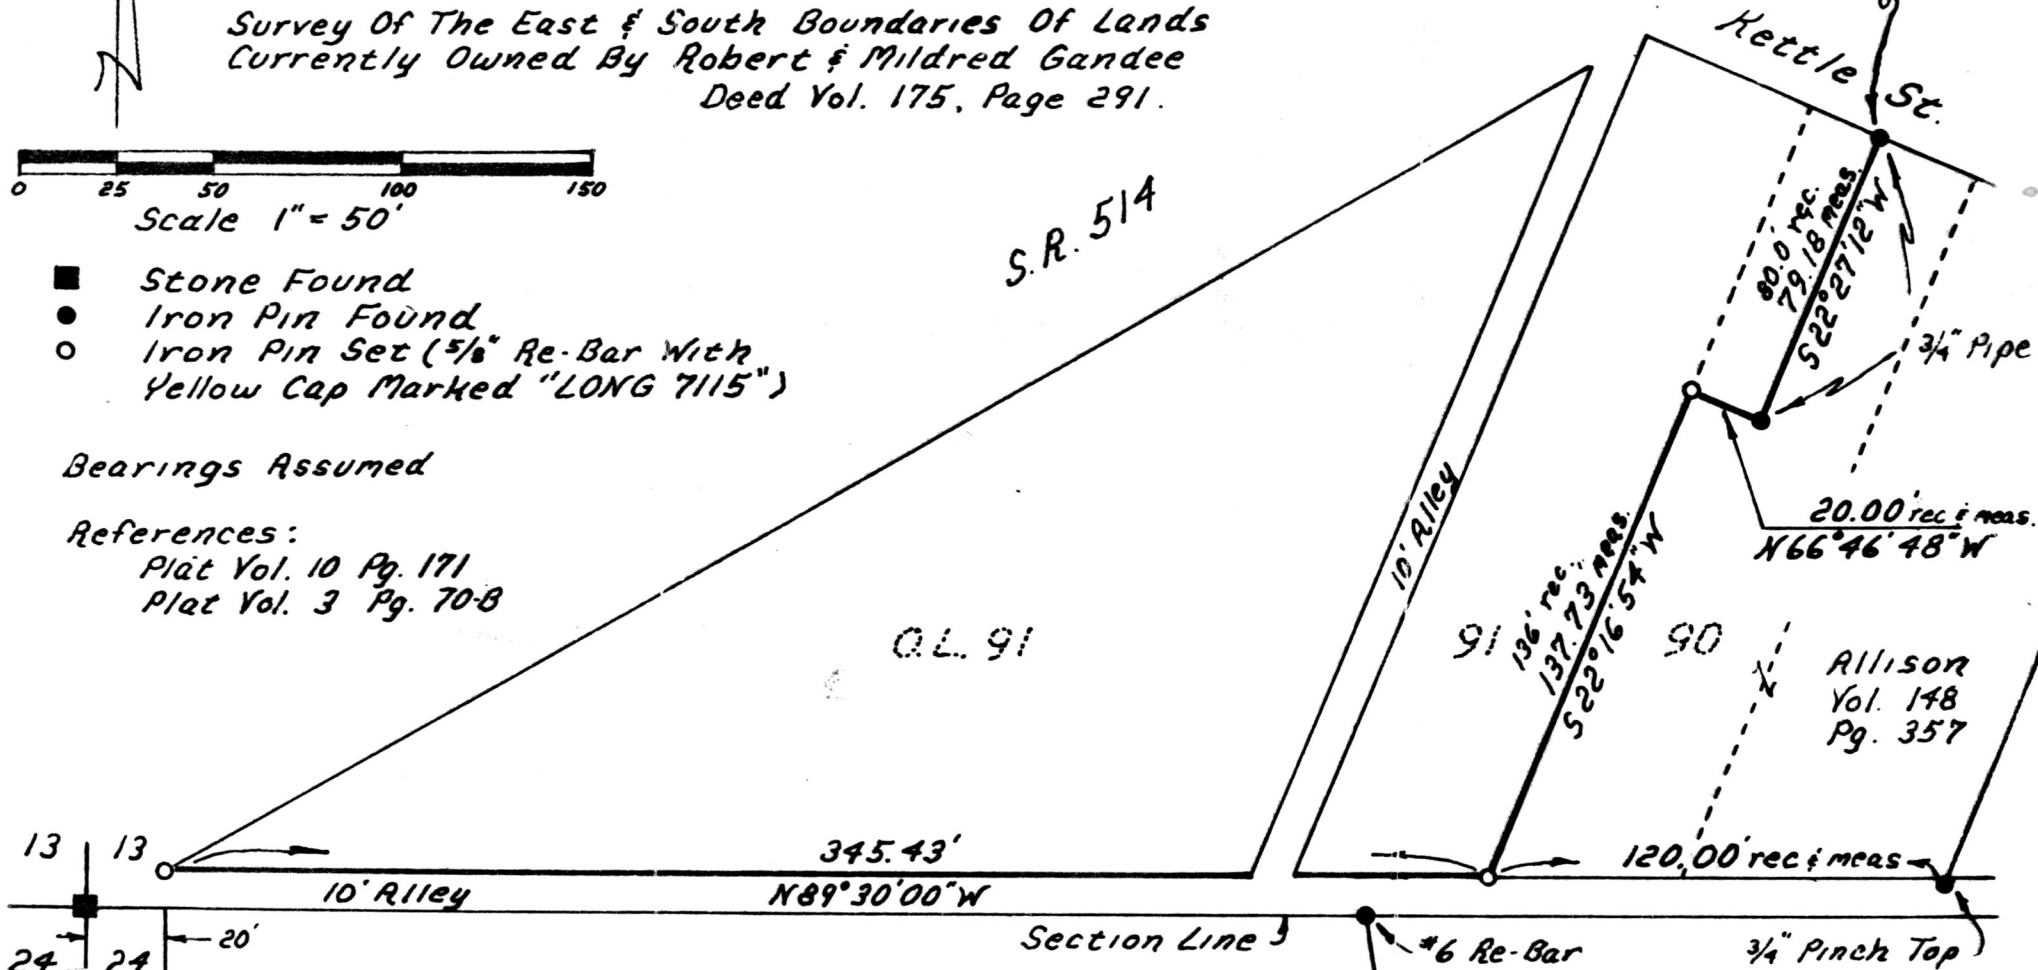 Survey Of The East & South Boundaries Of Lands
Currently Owned By Robert & Mildred Gandee
Deed Vol. 175, Page 291.
0 25 50 100 150
Scale 1" = 50'
Stone Found
Iron Pin Found
Iron Pin Set (5/8" Re-Bar With
Yellow Cap Marked "LONG 7115")
Bearings Assumed
References:
Plat Vol. 10 Pg. 171
Plat Vol. 3 Pg. 70-B
S.R. 514
Kettle St.
80.0' rec.
79.18 meas.
S22°27'12"W
3/4" Pipe
20.00' rec & meas.
N66°46'48"W
10' Alley
136' rec.
137.73' meas.
S22°16'54"W
O.L. 91
91
90
Allison
Vol. 148
Pg. 357
13 13
345.43'
120.00' rec & meas
10' Alley
N89°30'00"W
24 24
20'
Section Line
#6 Re-Bar
3/4" Pinch Top